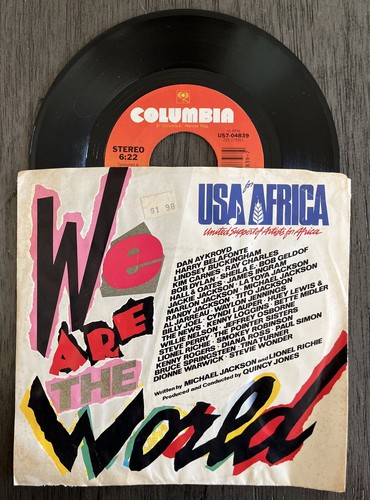 COLUMBIA
STEREO
6:22
45 RPM
US7-04839
$1.98
We
ARE
THE
World
USA for AFRICA
United Support of Artists for Africa
DAN AYKROYD
HARRY BELAFONTE
LINDSEY BUCKINGHAM
KIM CARNES • RAY CHARLES
BOB DYLAN • SHEILA E. • BOB GELDOF
HALL & OATES • JAMES INGRAM
JACKIE JACKSON • LA TOYA JACKSON
MARLON JACKSON • MICHAEL JACKSON
RANDY JACKSON • TITO JACKSON
AL JARREAU • WAYLON JENNINGS
BILLY JOEL • CYNDI LAUPER • HUEY LEWIS &
THE NEWS • KENNY LOGGINS • BETTE MIDLER
WILLIE NELSON • JEFFREY OSBORNE
STEVE PERRY • THE POINTER SISTERS
LIONEL RICHIE • SMOKEY ROBINSON
KENNY ROGERS • DIANA ROSS • PAUL SIMON
BRUCE SPRINGSTEEN • TINA TURNER
DIONNE WARWICK • STEVIE WONDER
Written by MICHAEL JACKSON and LIONEL RICHIE
Produced and Conducted by QUINCY JONES